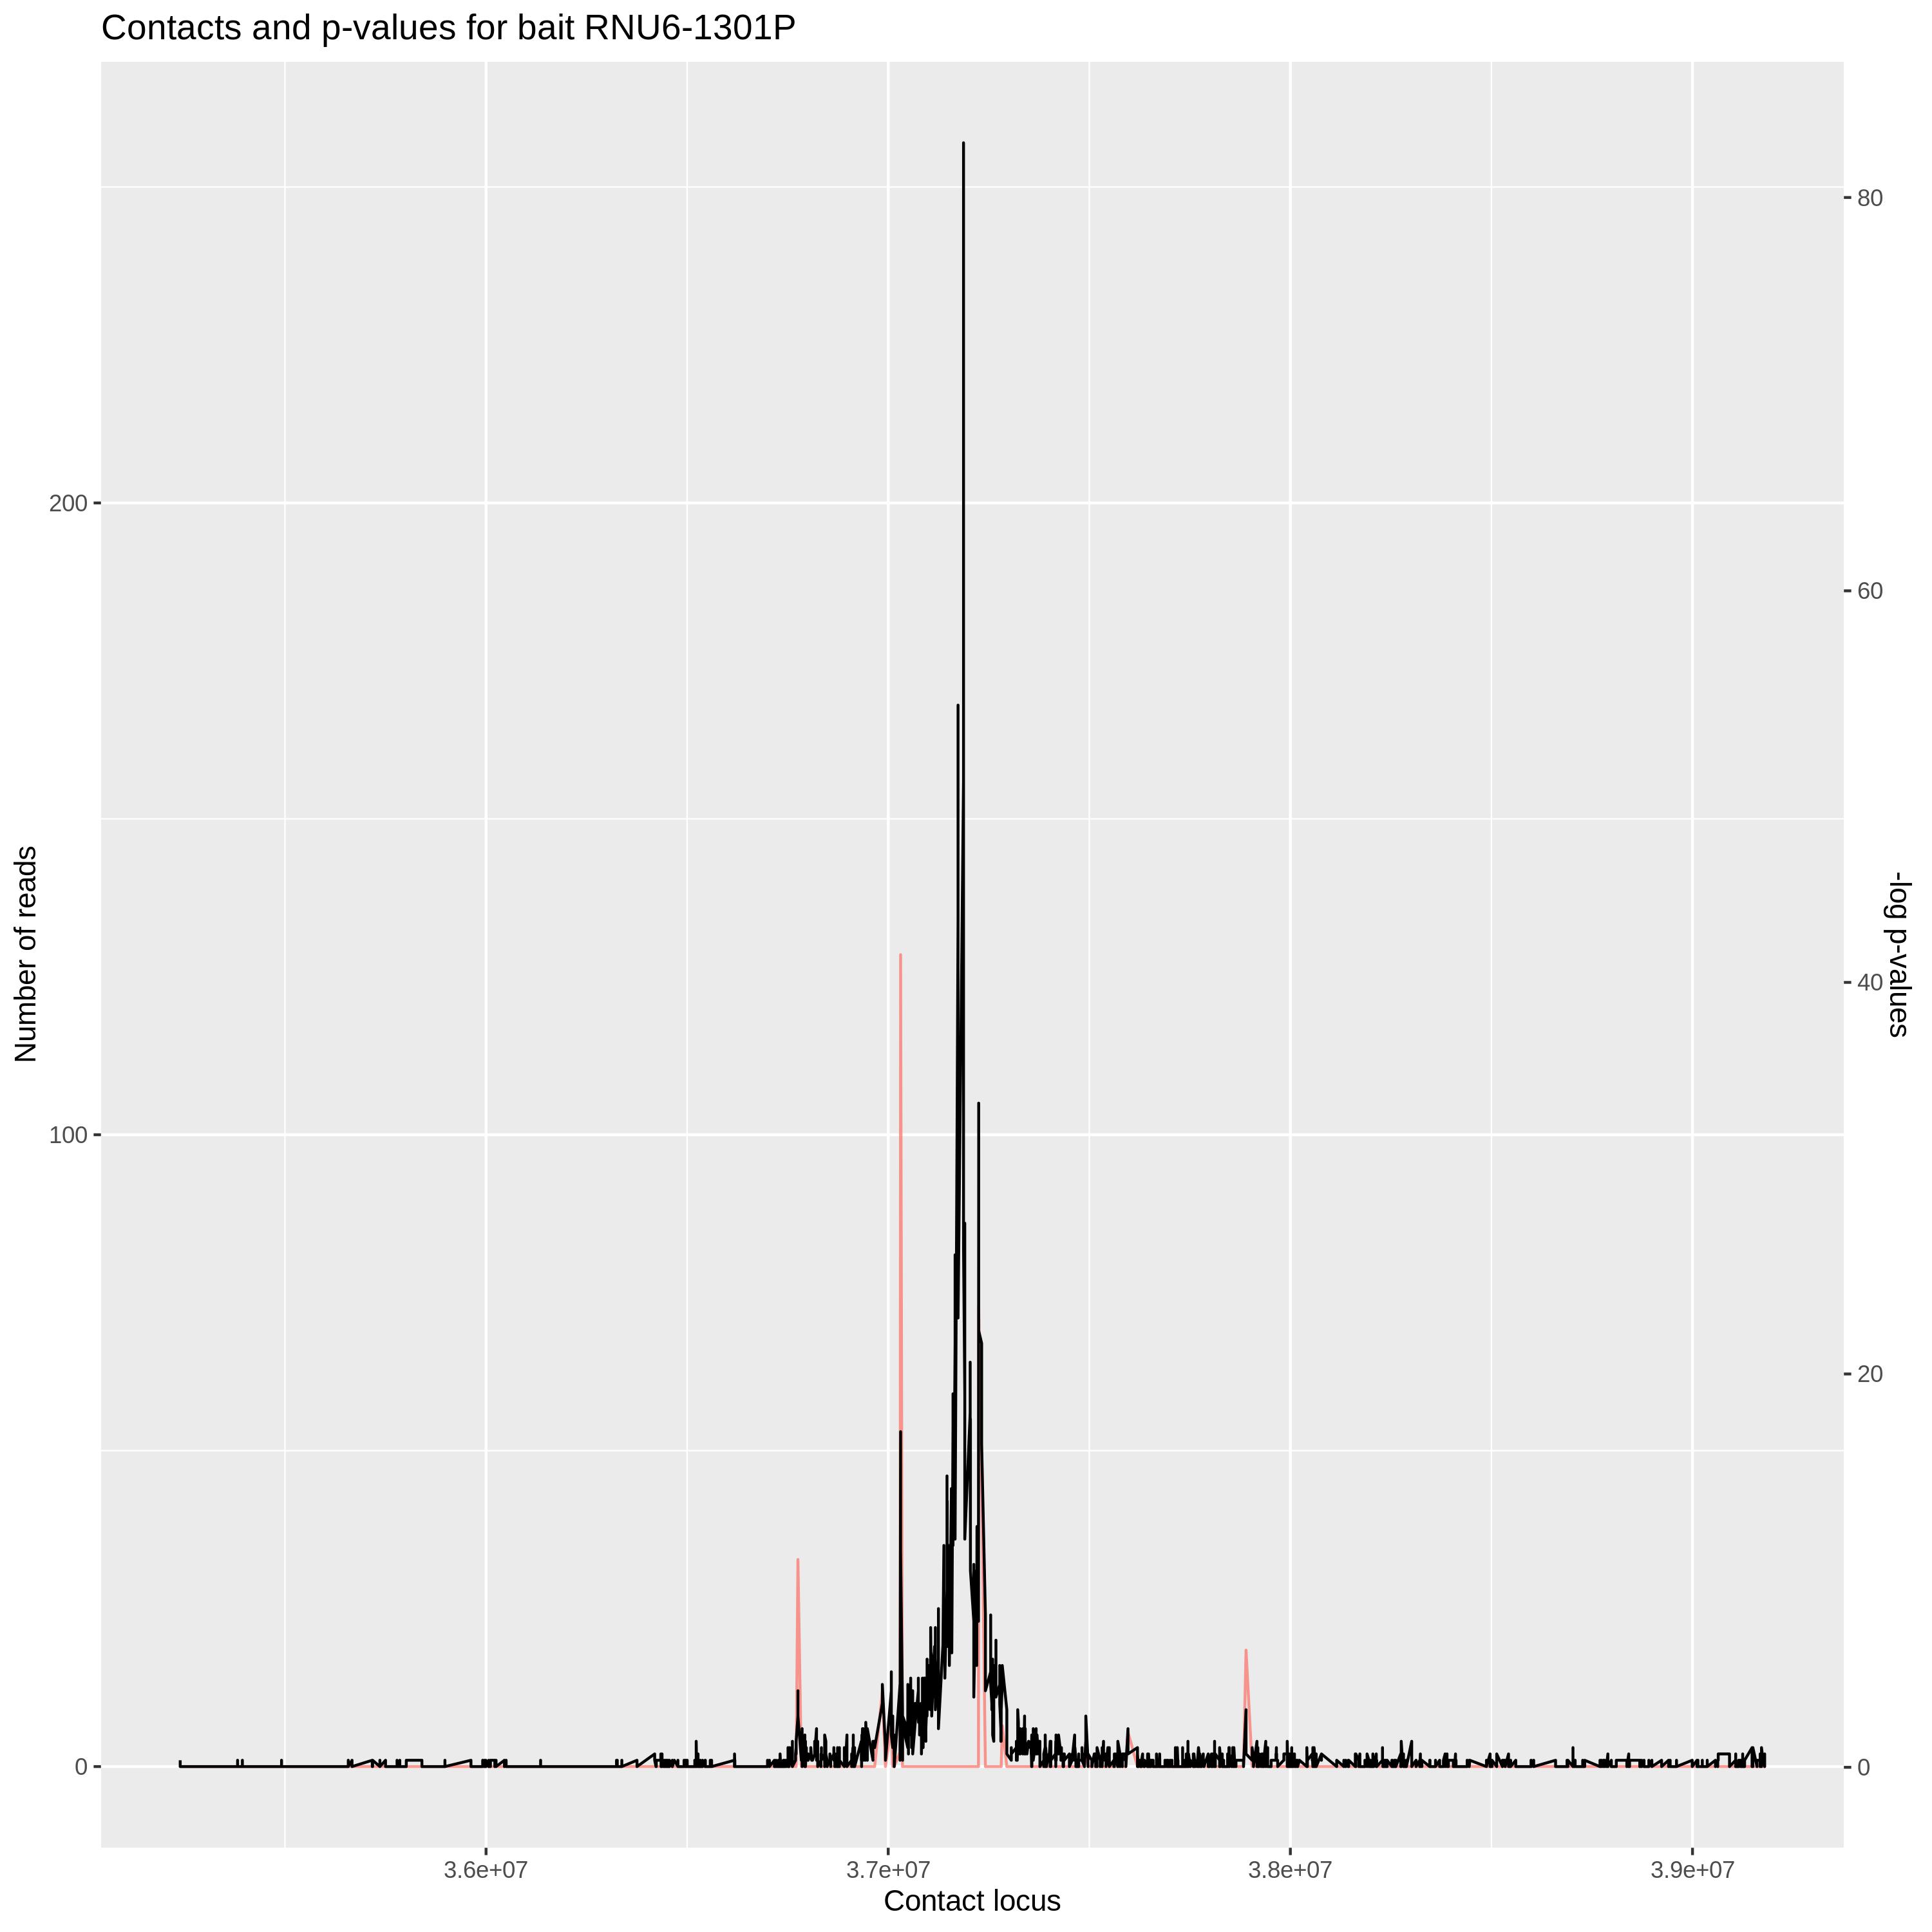 Contacts and p-values for bait RNU6-1301P
Number of reads
200
100
0
80
60
40
20
0
-log p-values
3.6e+07
3.7e+07
3.8e+07
3.9e+07
Contact locus